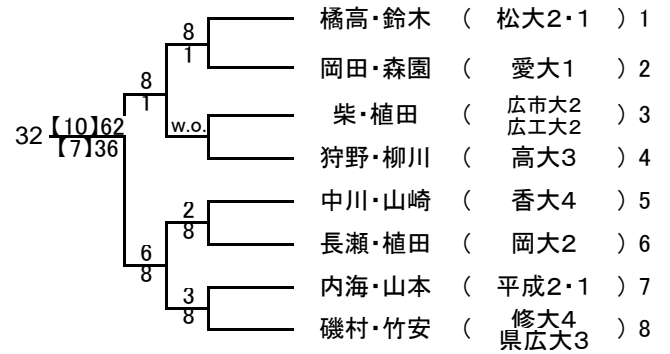 橘高・鈴木 ( 松大2・1 ) 1
8
1
岡田・森園 ( 愛大1 ) 2
8
1
柴・植田 ( 広市大2 広工大2 ) 3
w.o.
狩野・柳川 ( 高大3 ) 4
32 【10】62
【7】36
中川・山崎 ( 香大4 ) 5
2
8
長瀬・植田 ( 岡大2 ) 6
6
8
内海・山本 ( 平成2・1 ) 7
3
8
磯村・竹安 ( 修大4 県広大3 ) 8